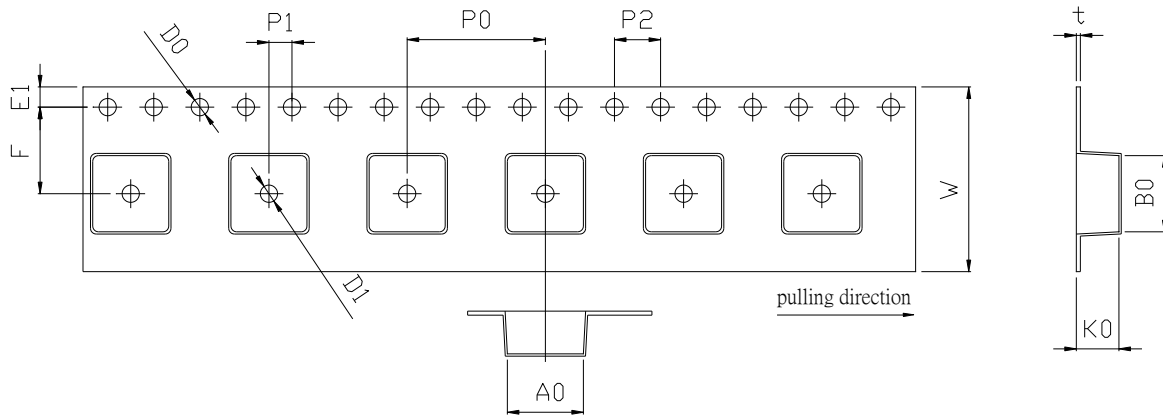 P1
P0
P2
t
D0
E1
F
W
B0
D1
pulling direction
K0
A0